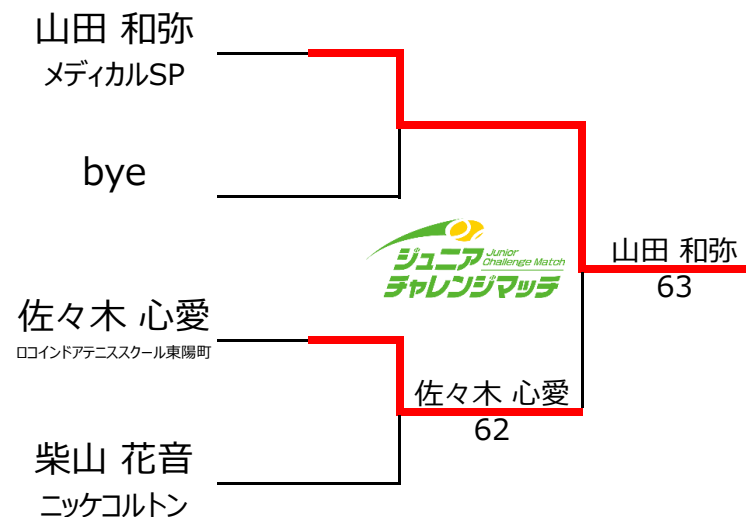 山田 和弥
メディカルSP
bye
ジュニア
Junior
Challenge Match
チャレンジマッチ
山田 和弥
63
佐々木 心愛
ロコインドアテニススクール東陽町
佐々木 心愛
62
柴山 花音
ニッケコルトン